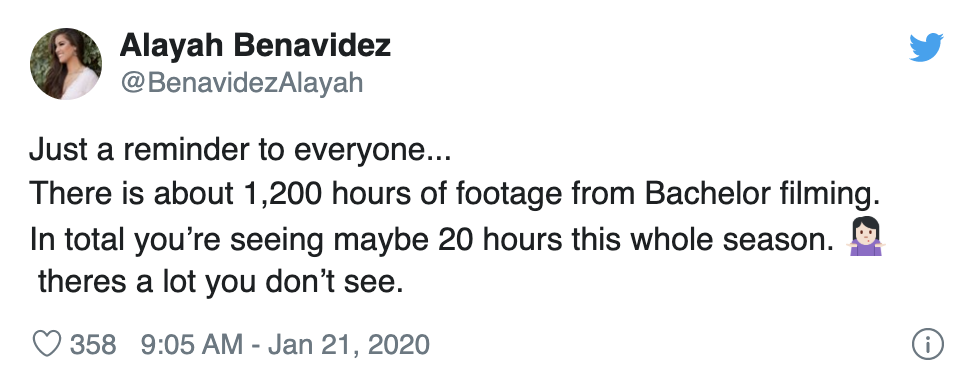 Alayah Benavidez
@BenavidezAlayah
Just a reminder to everyone...
There is about 1,200 hours of footage from Bachelor filming.
In total you’re seeing maybe 20 hours this whole season. 🤷🏻‍♀️
theres a lot you don’t see.
358 9:05 AM - Jan 21, 2020